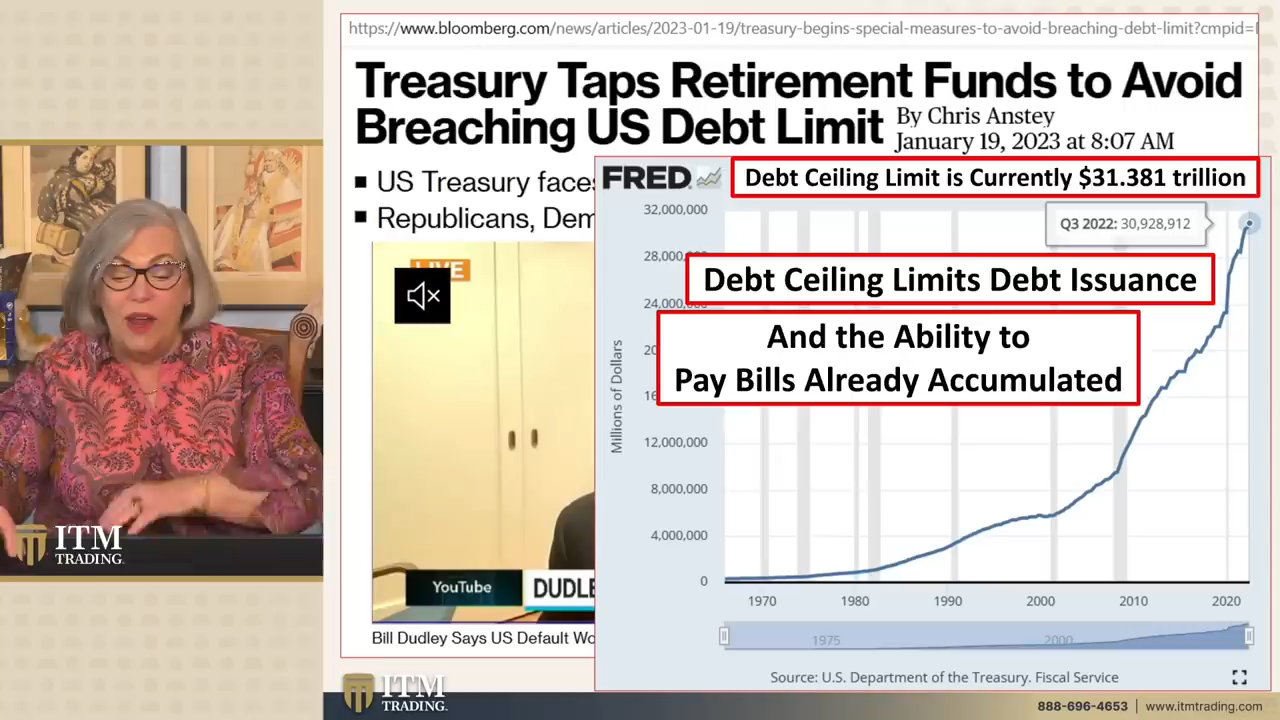 https://www.bloomberg.com/news/articles/2023-01-19/treasury-begins-special-measures-to-avoid-breaching-debt-limit?cmpid=
Treasury Taps Retirement Funds to Avoid
Breaching US Debt Limit
By Chris Anstey
January 19, 2023 at 8:07 AM
US Treasury faces
Republicans, Dem
FRED
Debt Ceiling Limit is Currently $31.381 trillion
32,000,000
Q3 2022: 30,928,912
28,000,000
Debt Ceiling Limits Debt Issuance
24,000,0
And the Ability to
Pay Bills Already Accumulated
20
16
12,000,000
8,000,000
4,000,000
0
Millions of Dollars
1970 1980 1990 2000 2010 2020
1975 2000
Source: U.S. Department of the Treasury. Fiscal Service
LIVE
YouTube
DUDLE
Bill Dudley Says US Default Wo
ITM
TRADING
ITM
TRADING
888-696-4653 | www.itmtrading.com